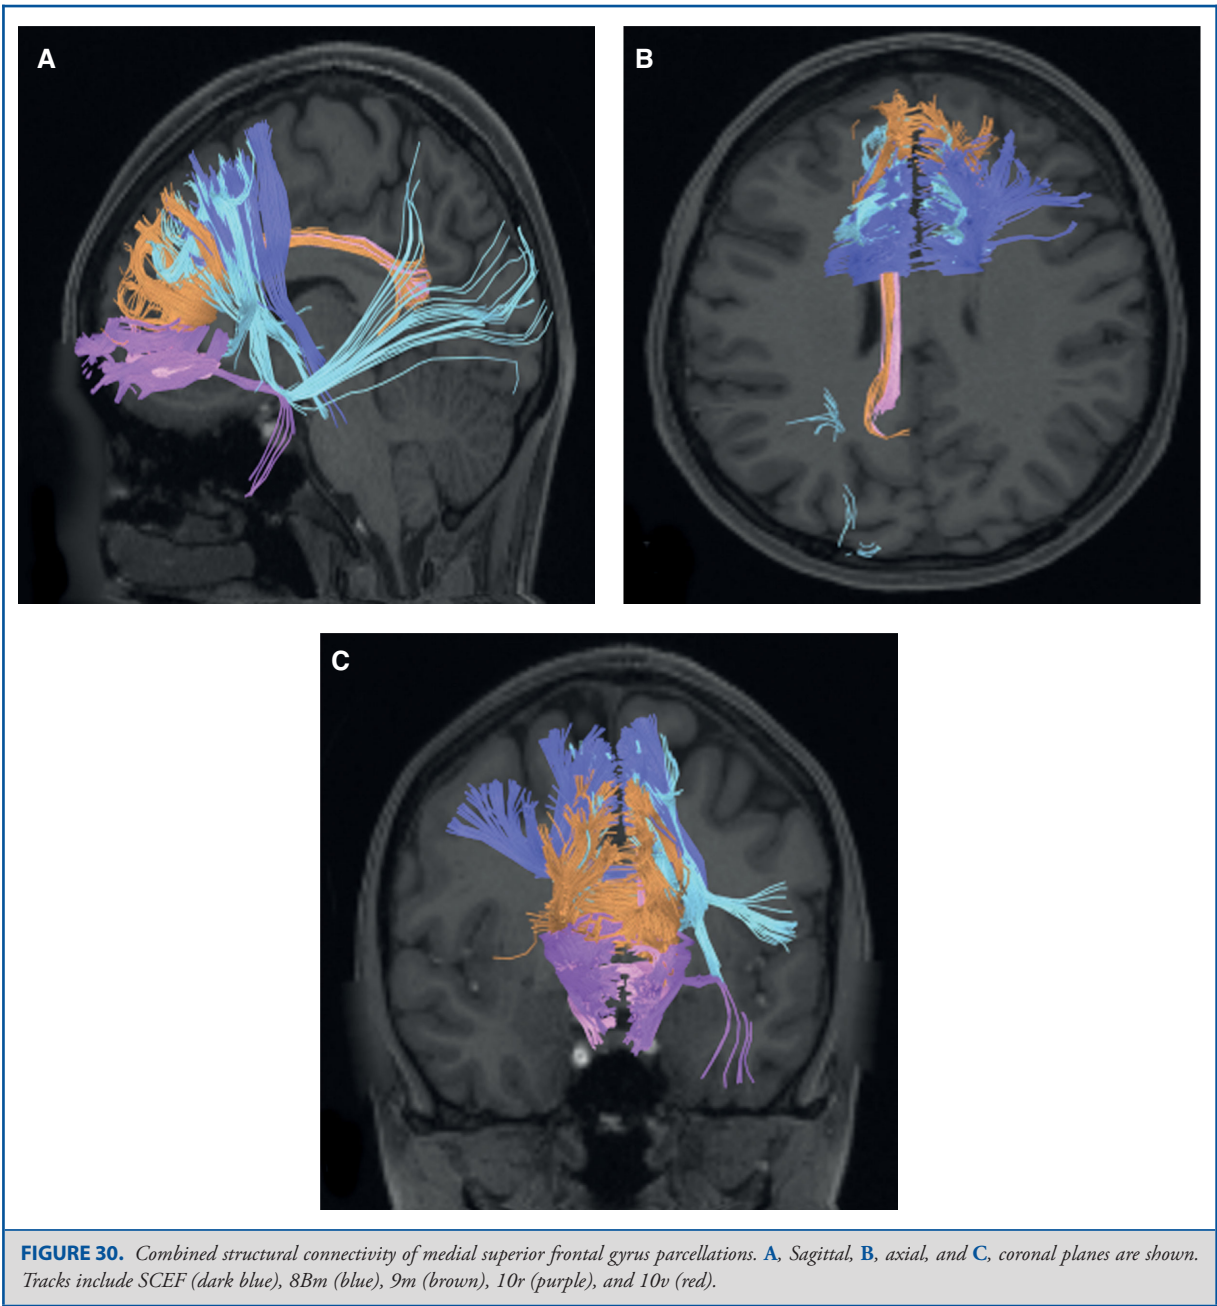 A
B
C
FIGURE 30. Combined structural connectivity of medial superior frontal gyrus parcellations. A, Sagittal, B, axial, and C, coronal planes are shown.
Tracks include SCEF (dark blue), 8Bm (blue), 9m (brown), 10r (purple), and 10v (red).